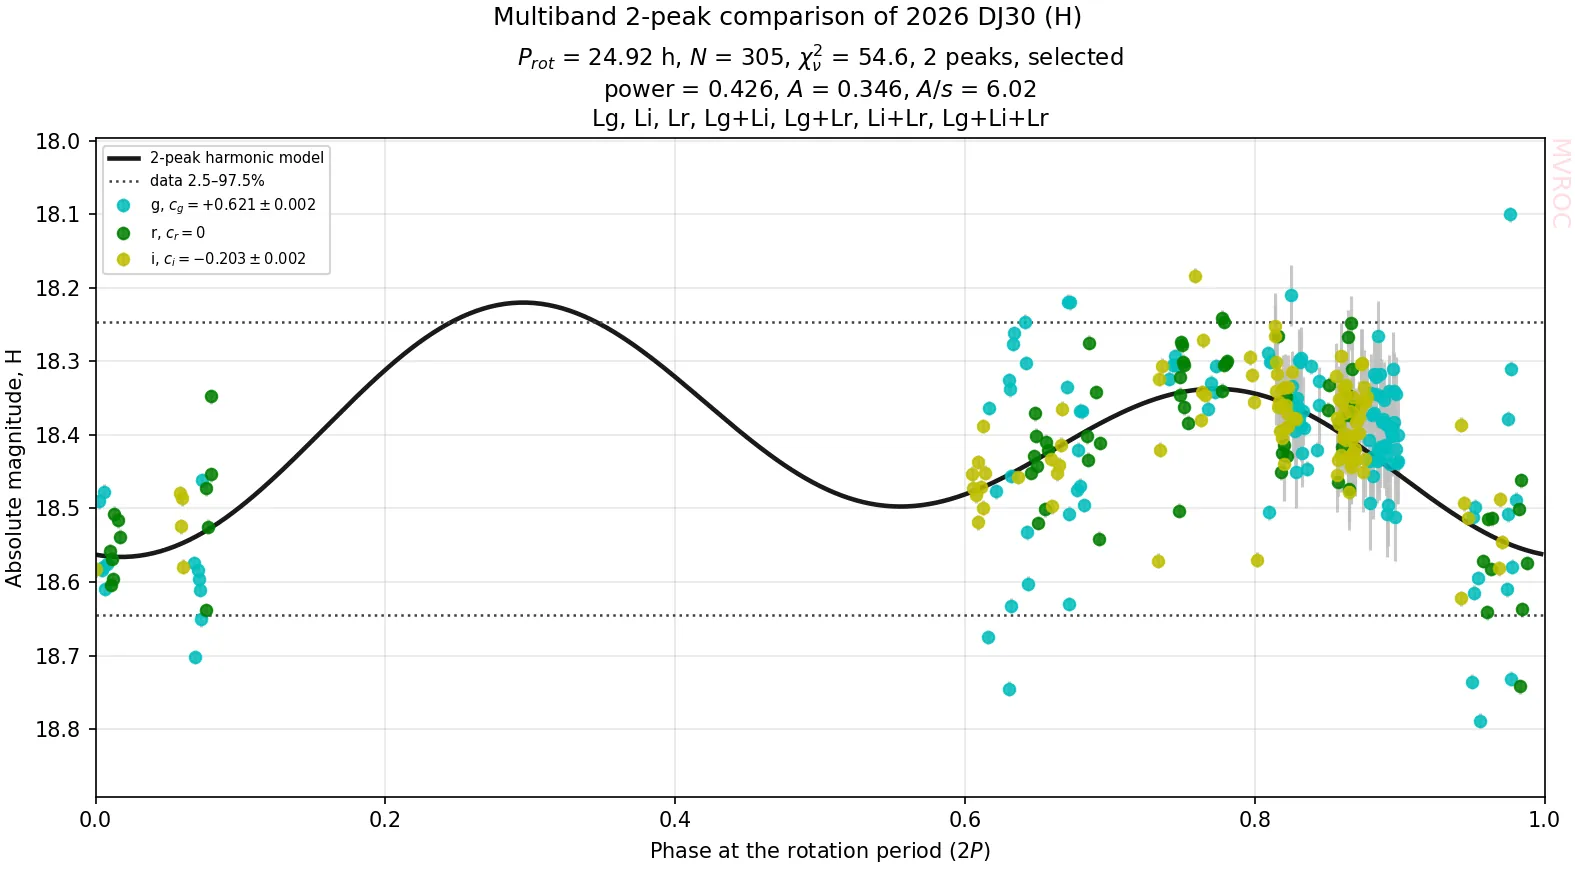 Multiband 2-peak comparison of 2026 DJ30 (H)
P_rot = 24.92 h, N = 305, χ²_ν = 54.6, 2 peaks, selected
power = 0.426, A = 0.346, A/s = 6.02
Lg, Li, Lr, Lg+Li, Lg+Lr, Li+Lr, Lg+Li+Lr
2-peak harmonic model
data 2.5–97.5%
g, c_g = +0.621 ± 0.002
r, c_r = 0
i, c_i = −0.203 ± 0.002
MVROC
Absolute magnitude, H
18.0
18.1
18.2
18.3
18.4
18.5
18.6
18.7
18.8
0.0 0.2 0.4 0.6 0.8 1.0
Phase at the rotation period (2P)